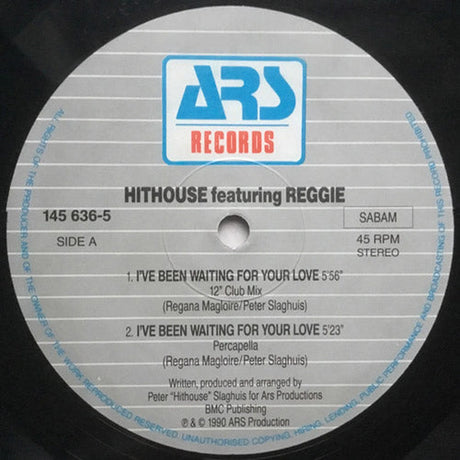 ARS
RECORDS
HITHOUSE featuring REGGIE
145 636-5
SABAM
SIDE A
45 RPM
STEREO
1. I'VE BEEN WAITING FOR YOUR LOVE 5'56"
12" Club Mix
(Regana Magloire/Peter Slaghuis)
2. I'VE BEEN WAITING FOR YOUR LOVE 5'23"
Percapella
(Regana Magloire/Peter Slaghuis)
Written, produced and arranged by
Peter "Hithouse" Slaghuis for Ars Productions
BMC Publishing
℗ & © 1990 ARS Production
ALL RIGHTS OF THE PRODUCER AND OF THE OWNER OF THE WORK REPRODUCED RESERVED. UNAUTHORISED COPYING, HIRING, LENDING, PUBLIC PERFORMANCE AND BROADCASTING OF THIS RECORD PROHIBITED